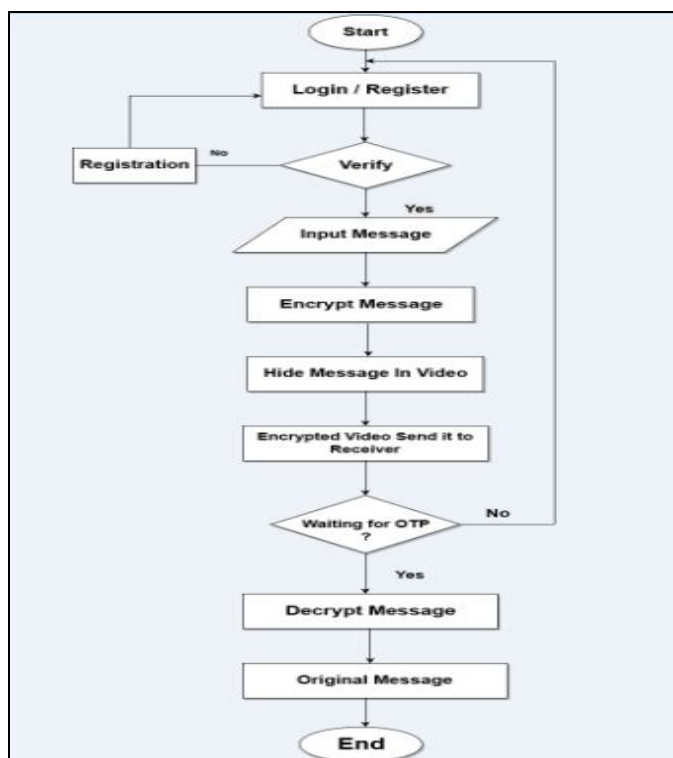 Start
Login / Register
Registration
No
Verify
Yes
Input Message
Encrypt Message
Hide Message In Video
Encrypted Video Send it to
Receiver
Waiting for OTP
?
No
Yes
Decrypt Message
Original Message
End